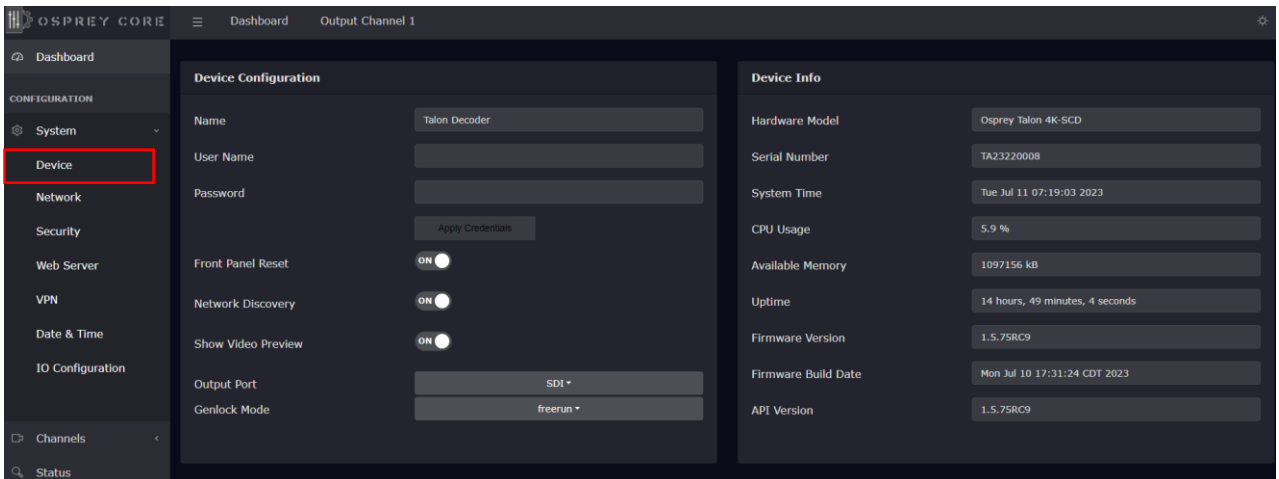 OSPREY CORE
Dashboard Output Channel 1
Dashboard
CONFIGURATION
System
Device
Network
Security
Web Server
VPN
Date & Time
IO Configuration
Channels
Status
Device Configuration
Name Talon Decoder
User Name
Password
Apply Credentials
Front Panel Reset ON
Network Discovery ON
Show Video Preview ON
Output Port SDI
Genlock Mode freerun
Device Info
Hardware Model Osprey Talon 4K-SCD
Serial Number TA23220008
System Time Tue Jul 11 07:19:03 2023
CPU Usage 5.9 %
Available Memory 1097156 kB
Uptime 14 hours, 49 minutes, 4 seconds
Firmware Version 1.5.75RC9
Firmware Build Date Mon Jul 10 17:31:24 CDT 2023
API Version 1.5.75RC9